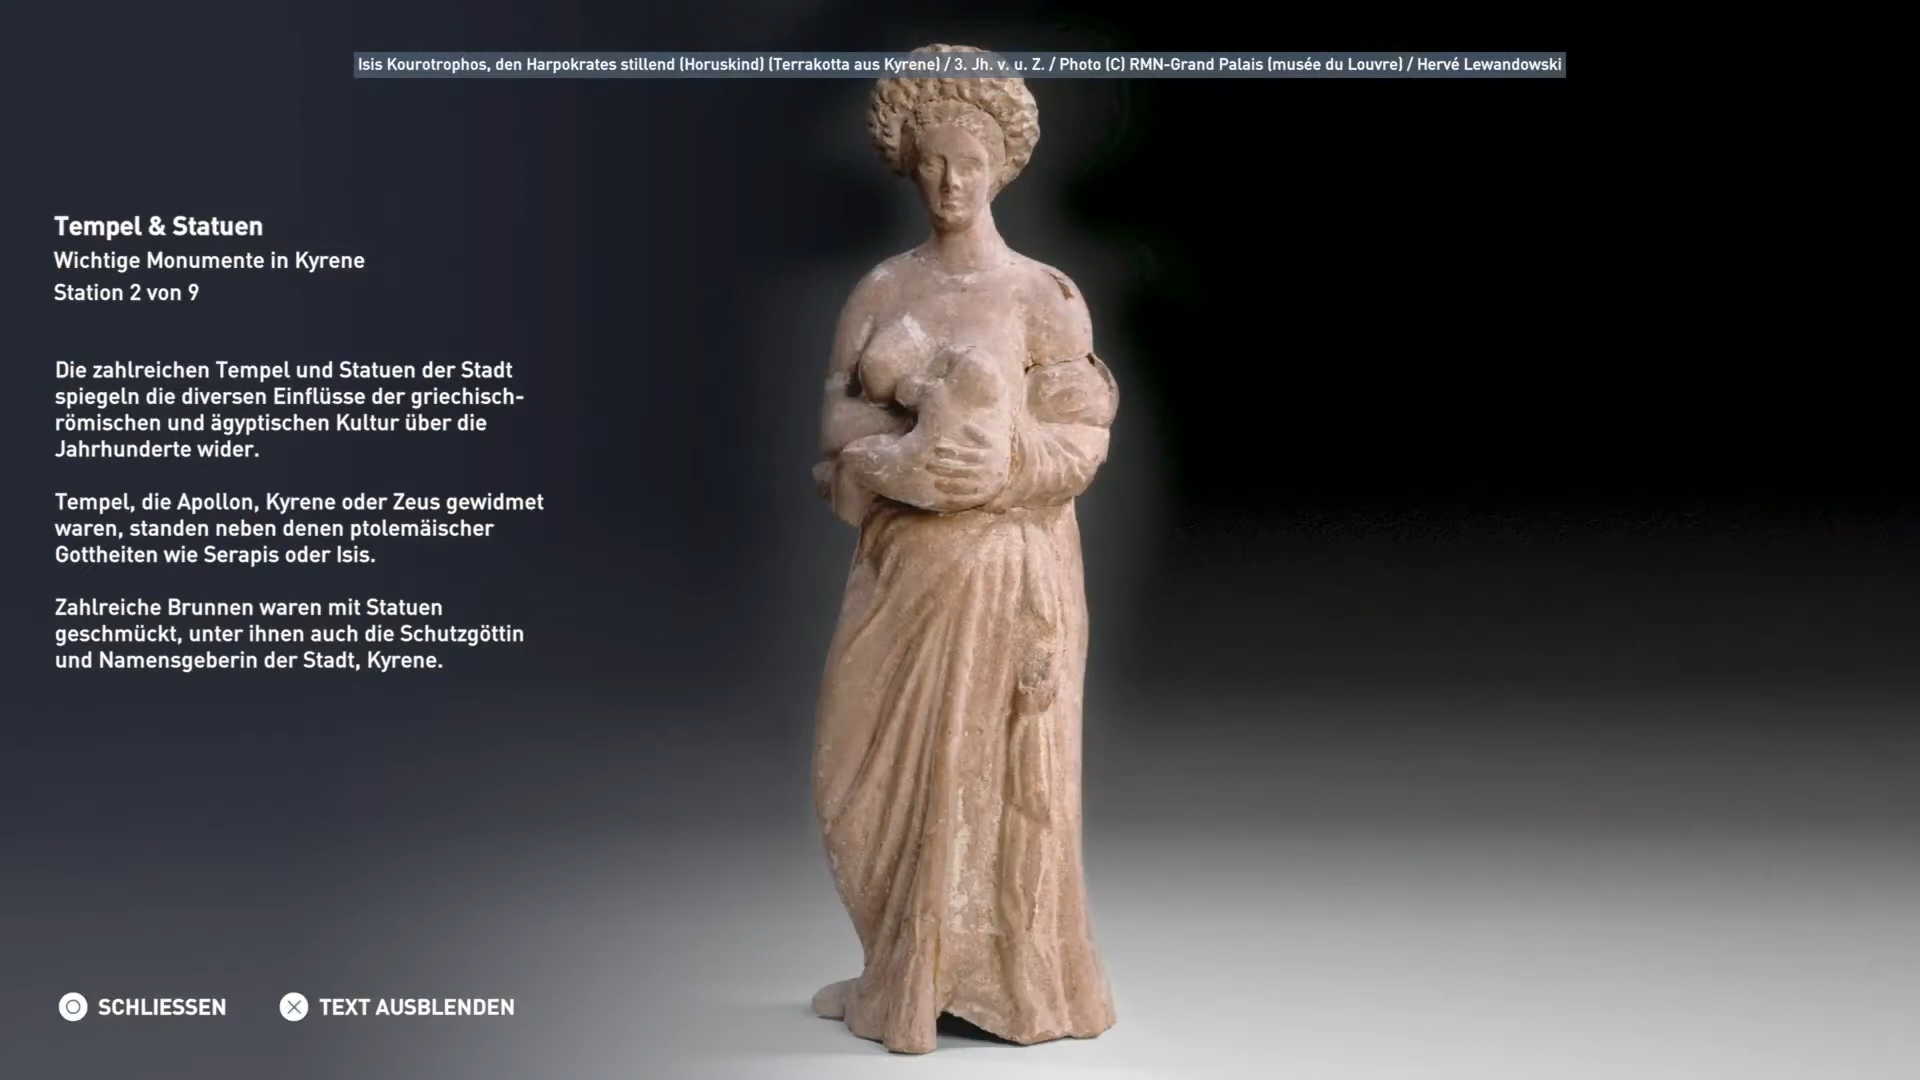 Isis Kourotrophos, den Harpokrates stillend (Horuskind) (Terrakotta aus Kyrene) / 3. Jh. v. u. Z. / Photo (C) RMN-Grand Palais (musée du Louvre) / Hervé Lewandowski
Tempel & Statuen
Wichtige Monumente in Kyrene
Station 2 von 9
Die zahlreichen Tempel und Statuen der Stadt
spiegeln die diversen Einflüsse der griechisch-
römischen und ägyptischen Kultur über die
Jahrhunderte wider.
Tempel, die Apollon, Kyrene oder Zeus gewidmet
waren, standen neben denen ptolemäischer
Gottheiten wie Serapis oder Isis.
Zahlreiche Brunnen waren mit Statuen
geschmückt, unter ihnen auch die Schutzgöttin
und Namensgeberin der Stadt, Kyrene.
SCHLIESSEN
TEXT AUSBLENDEN